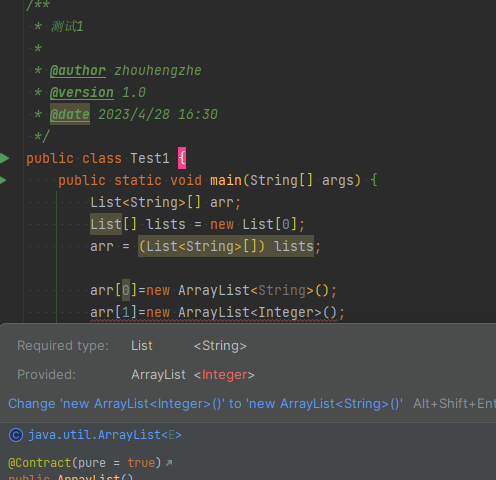 /**
* 测试1
*
* @author zhouhengzhe
* @version 1.0
* @date 2023/4/28 16:30
*/
public class Test1 {
public static void main(String[] args) {
List<String>[] arr;
List[] lists = new List[0];
arr = (List<String>[]) lists;
arr[0]=new ArrayList<String>();
arr[1]=new ArrayList<Integer>();
Required type: List <String>
Provided: ArrayList <Integer>
Change 'new ArrayList<Integer>()' to 'new ArrayList<String>()' Alt+Shift+Ent
C java.util.ArrayList<E>
@Contract(pure = true)
public ArrayList()